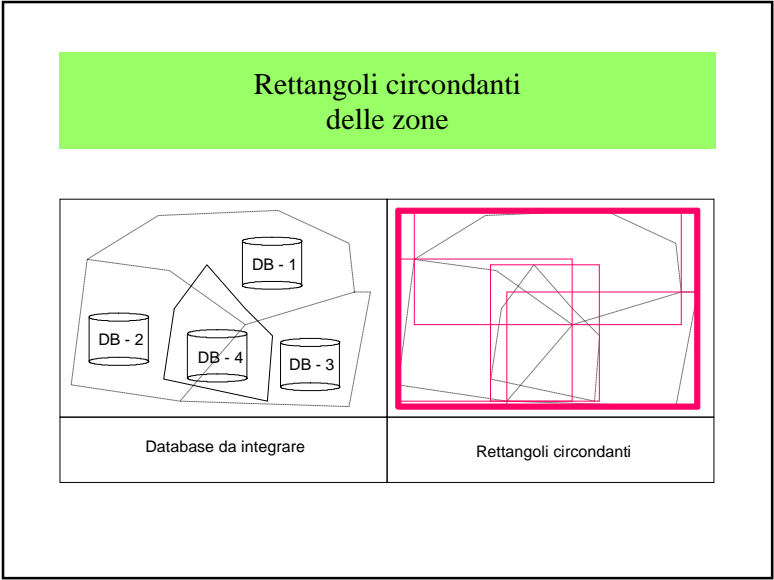 Rettangoli circondanti
delle zone
DB - 1
DB - 2
DB - 4
DB - 3
Database da integrare
Rettangoli circondanti